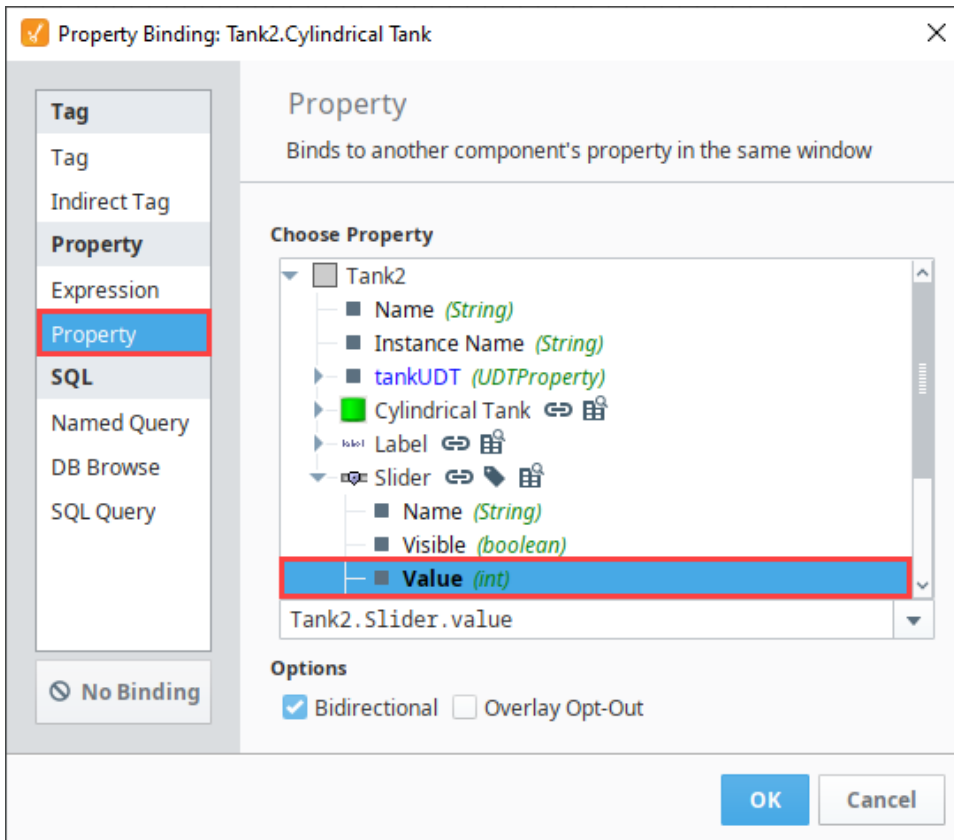 Property Binding: Tank2.Cylindrical Tank
Tag
Tag
Indirect Tag
Property
Expression
Property
SQL
Named Query
DB Browse
SQL Query
No Binding
Property
Binds to another component's property in the same window
Choose Property
Tank2
Name (String)
Instance Name (String)
tankUDT (UDTProperty)
Cylindrical Tank
label Label
Slider
Name (String)
Visible (boolean)
Value (int)
Tank2.Slider.value
Options
Bidirectional Overlay Opt-Out
OK Cancel